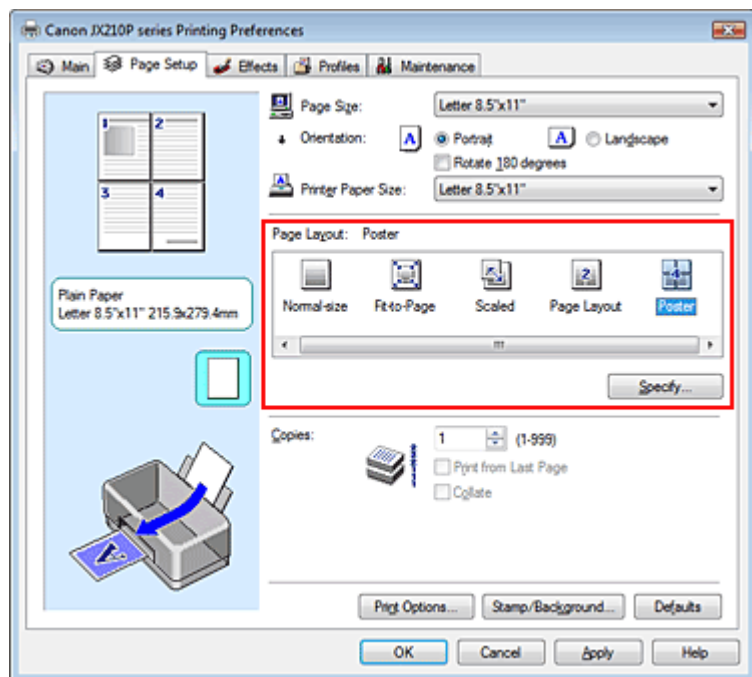 Canon JX210P series Printing Preferences
Main Page Setup Effects Profiles Maintenance
1 2
3 4
Plain Paper
Letter 8.5"x11" 215.9x279.4mm
Page Size: Letter 8.5"x11"
Orientation: A Portrait A Landscape
Rotate 180 degrees
Printer Paper Size: Letter 8.5"x11"
Page Layout: Poster
Normal-size Fit-to-Page Scaled Page Layout Poster
Specify...
Copies: 1 (1-999)
Print from Last Page
Collate
Print Options... Stamp/Background... Defaults
OK Cancel Apply Help